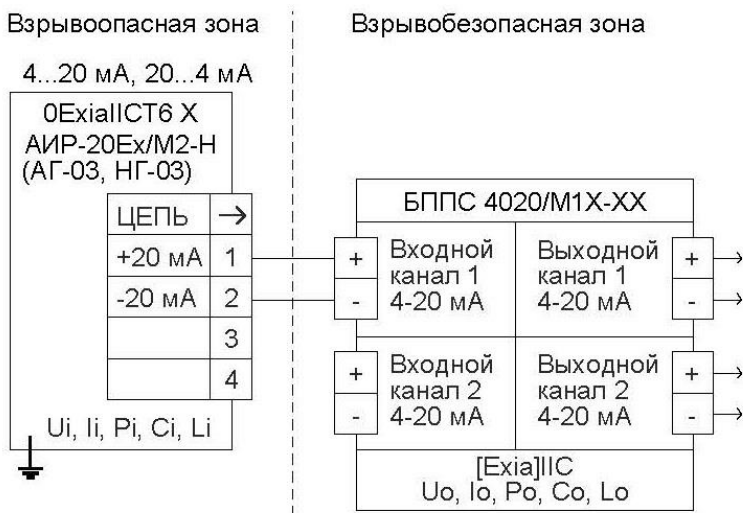 Взрывоопасная зона
Взрывобезопасная зона
4...20 мА, 20...4 мА
0ExiaIICT6 X
АИР-20Ex/М2-Н
(АГ-03, НГ-03)
ЦЕПЬ →
+20 мА 1
-20 мА 2
3
4
Ui, Ii, Pi, Ci, Li
БППС 4020/М1Х-ХХ
+
-
Входной
канал 1
4-20 мА
Выходной
канал 1
4-20 мА
+
-
+
-
Входной
канал 2
4-20 мА
Выходной
канал 2
4-20 мА
+
-
[Exia]IIC
Uo, Io, Po, Co, Lo